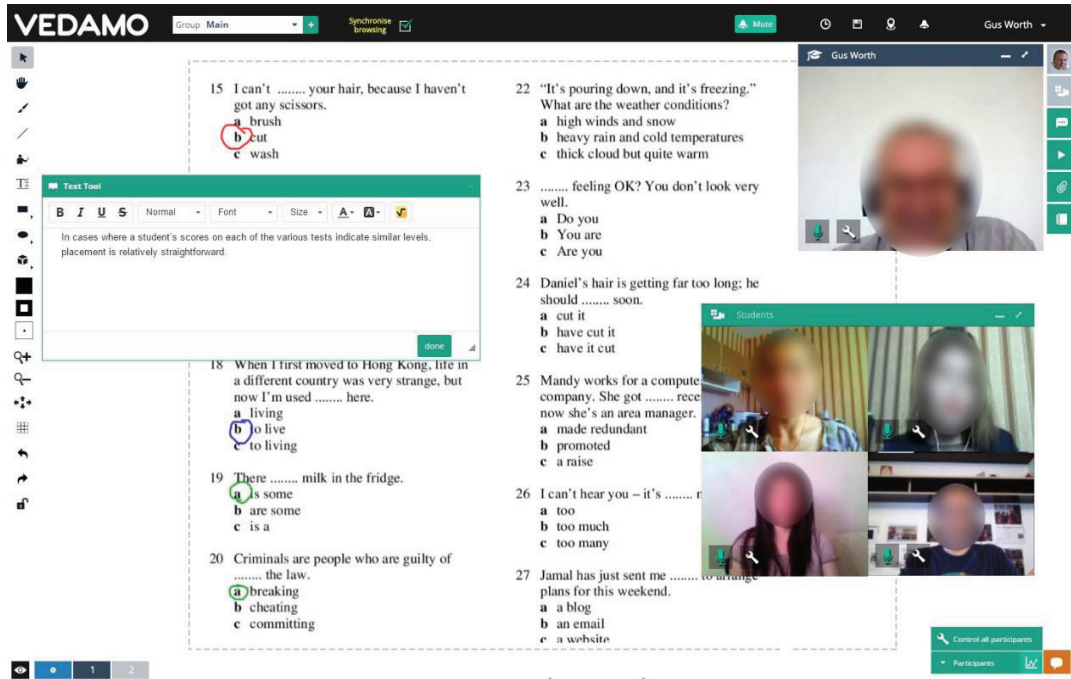 VEDAMO
Group Main
Synchronise
browsing
Mute
Gus Worth
15 I can't ........ your hair, because I haven't
got any scissors.
a brush
b cut
c wash
Text Tool
B I U S Normal Font Size A A √
In cases where a student's scores on each of the various tests indicate similar levels,
placement is relatively straightforward.
done
18 When I first moved to Hong Kong, life in
a different country was very strange, but
now I'm used ........ here.
a living
b to live
c to living
19 There ........ milk in the fridge.
a is some
b are some
c is a
20 Criminals are people who are guilty of
........ the law.
a breaking
b cheating
c committing
22 “It's pouring down, and it's freezing.”
What are the weather conditions?
a high winds and snow
b heavy rain and cold temperatures
c thick cloud but quite warm
23 ........ feeling OK? You don't look very
well.
a Do you
b You are
c Are you
24 Daniel's hair is getting far too long; he
should ........ soon.
a cut it
b have cut it
c have it cut
25 Mandy works for a compute
company. She got ........ rece
now she's an area manager.
a made redundant
b promoted
c a raise
26 I can't hear you – it's ........ n
a too
b too much
c too many
27 Jamal has just sent me ........ to arrange
plans for this weekend.
a a blog
b an email
c a website
Gus Worth
Students
Control all participants
Participants
1 2